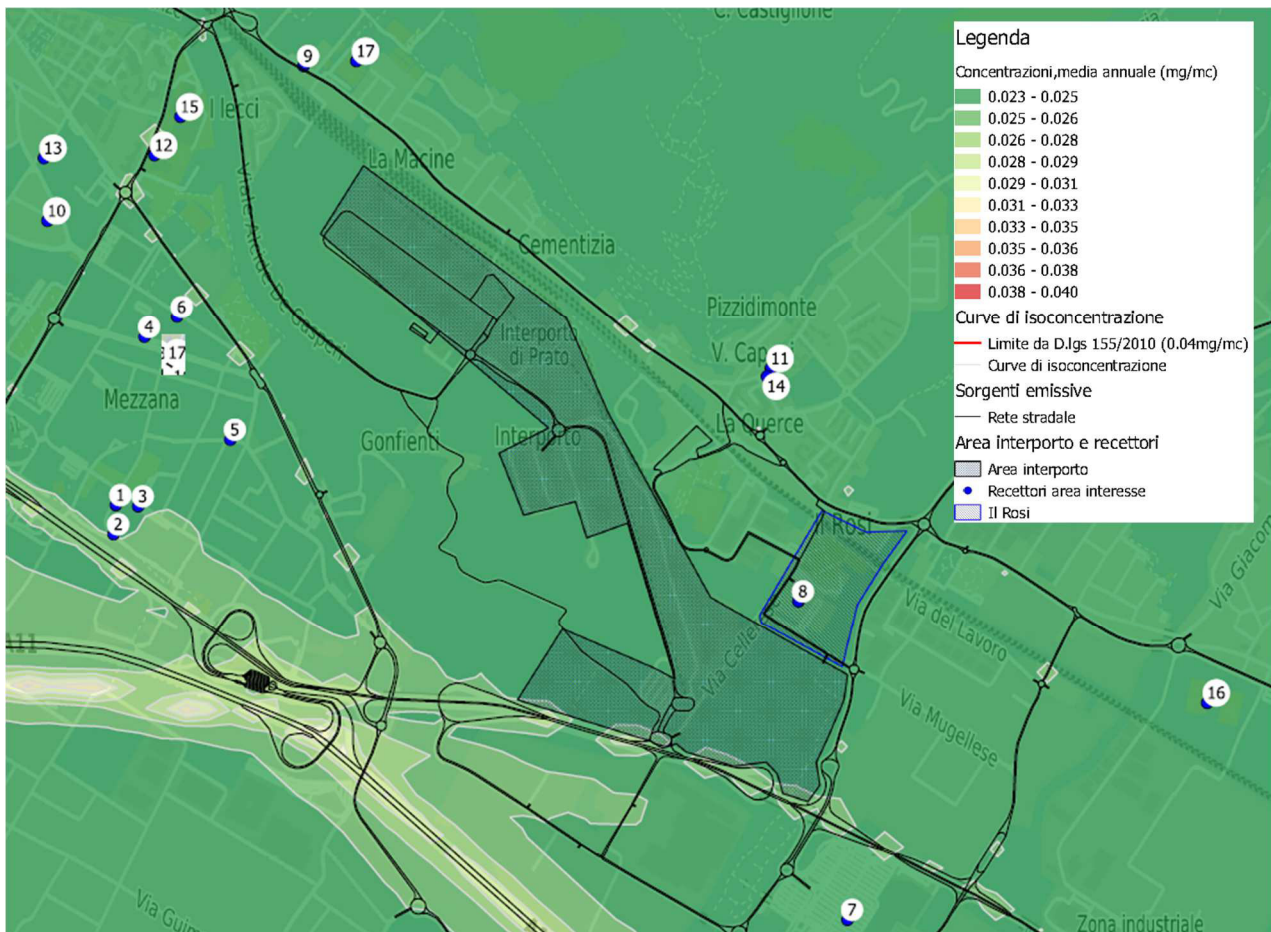 C. Castiglione
9
17
15
I lecci
12
13
La Macine
10
Viale Alcide De Gasperi
Cementizia
6
4
17
Interporto
di Prato
Pizzidimonte
11
14
Mezzana
La Querce
5
Gonfienti
Interporto
1
3
2
Il Rosi
8
Via del Lavoro
Via Giacom
A11
Via Mugellese
16
7
Zona industriale
Legenda
Concentrazioni,media annuale (mg/mc)
0.023 - 0.025
0.025 - 0.026
0.026 - 0.028
0.028 - 0.029
0.029 - 0.031
0.031 - 0.033
0.033 - 0.035
0.035 - 0.036
0.036 - 0.038
0.038 - 0.040
Curve di isoconcentrazione
Limite da D.lgs 155/2010 (0.04mg/mc)
Curve di isoconcentrazione
Sorgenti emissive
Rete stradale
Area interporto e recettori
Area interporto
Recettori area interesse
Il Rosi